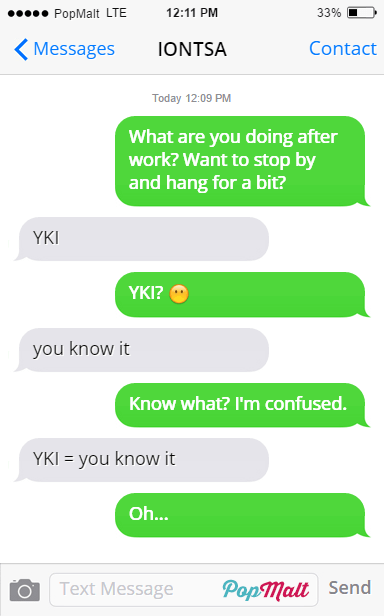 PopMalt LTE 12:11 PM 33%
Messages IONTSA Contact
Today 12:09 PM
What are you doing after
work? Want to stop by
and hang for a bit?
YKI
YKI? 😶
you know it
Know what? I'm confused.
YKI = you know it
Oh...
Text Message PopMalt Send